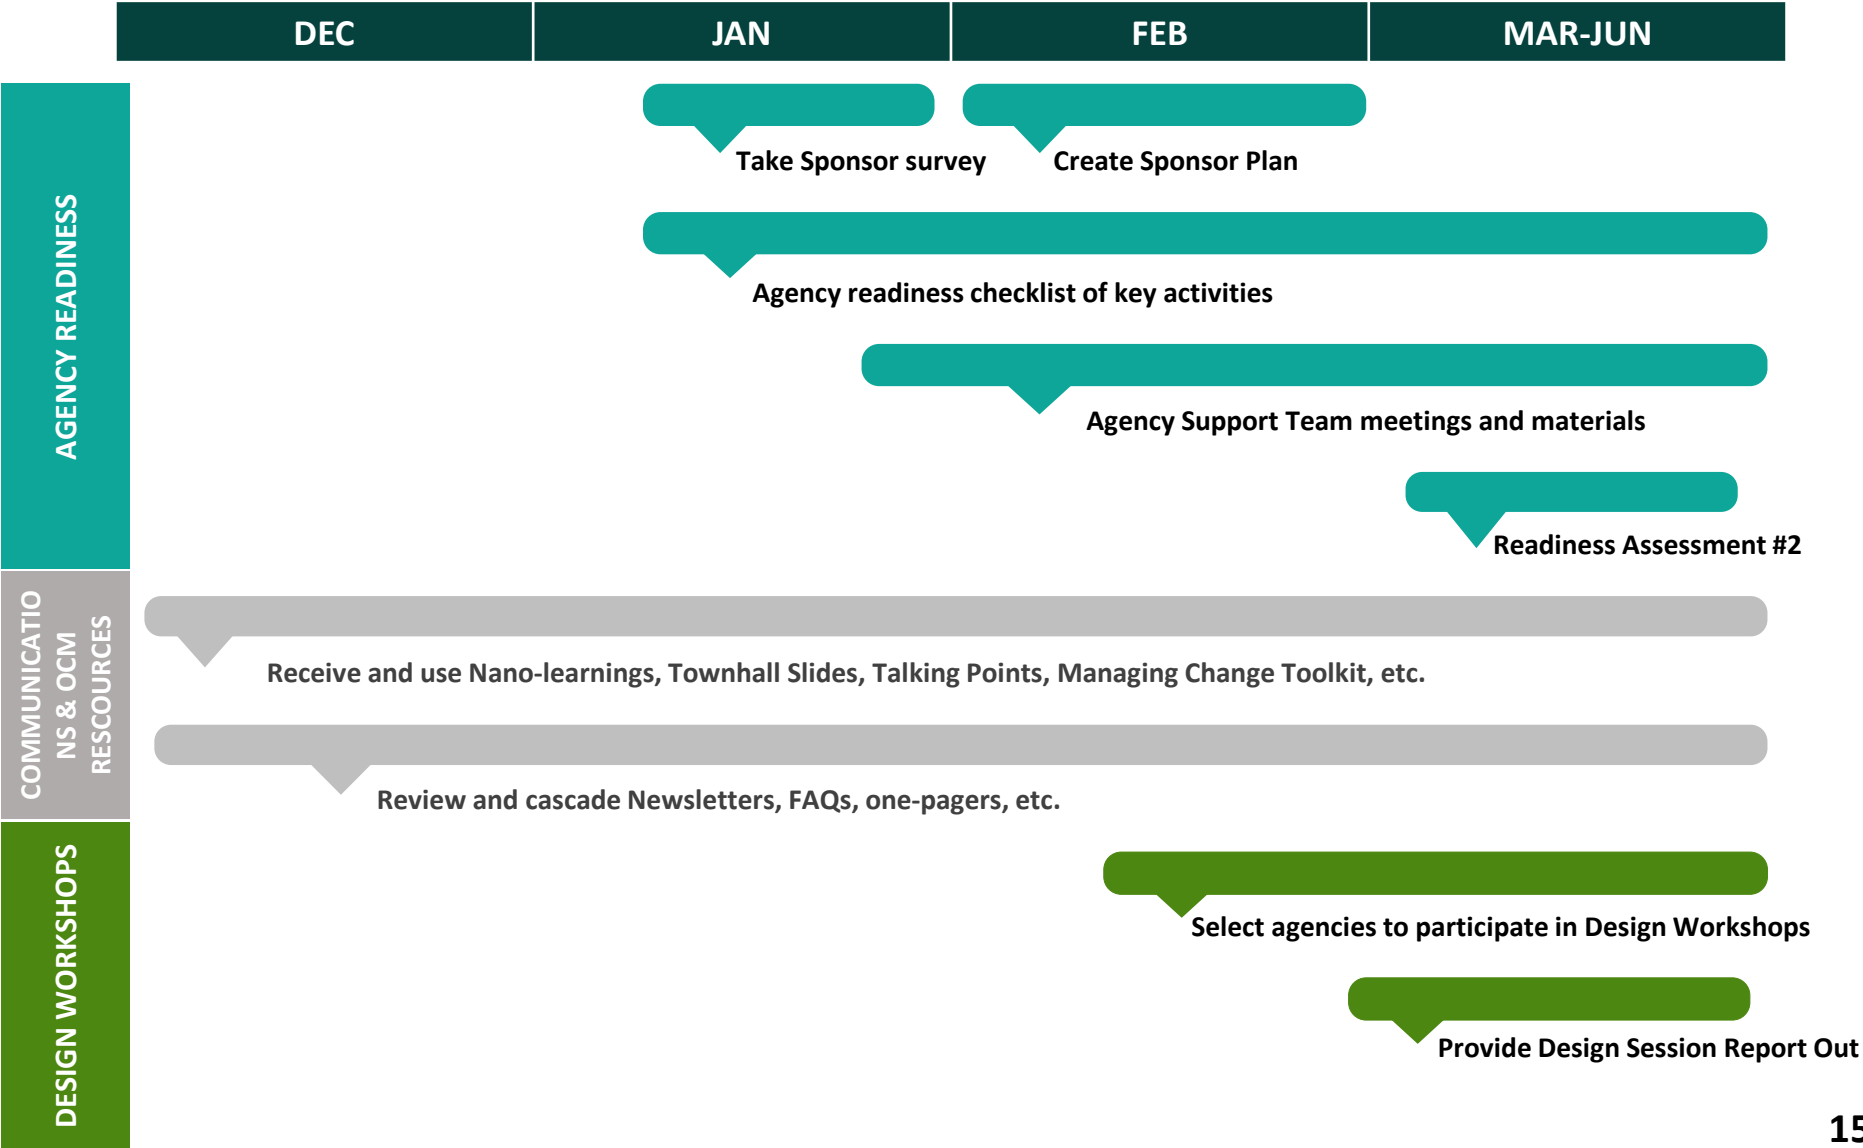 DEC
JAN
FEB
MAR-JUN
AGENCY READINESS
Take Sponsor survey
Create Sponsor Plan
Agency readiness checklist of key activities
Agency Support Team meetings and materials
Readiness Assessment #2
COMMUNICATIO
NS & OCM
RESCOURCES
Receive and use Nano-learnings, Townhall Slides, Talking Points, Managing Change Toolkit, etc.
Review and cascade Newsletters, FAQs, one-pagers, etc.
DESIGN WORKSHOPS
Select agencies to participate in Design Workshops
Provide Design Session Report Out
15